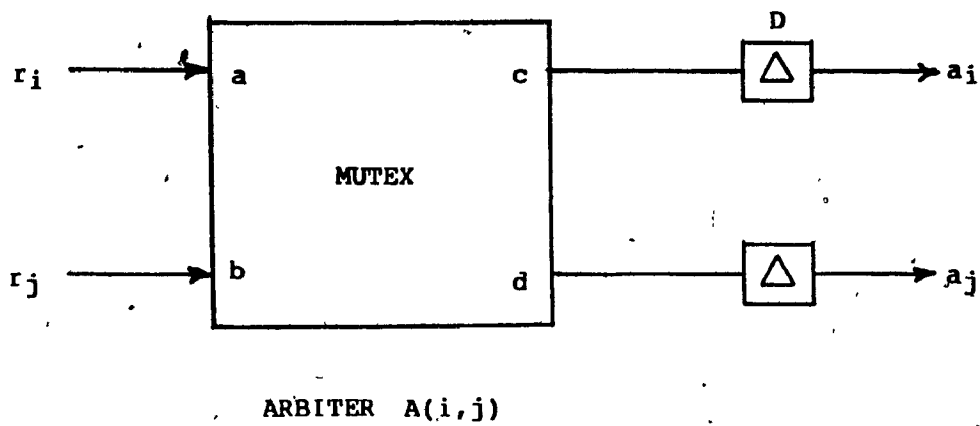 D
r_i a c Δ a_i
MUTEX
r_j b d Δ a_j
ARBITER A(i,j)